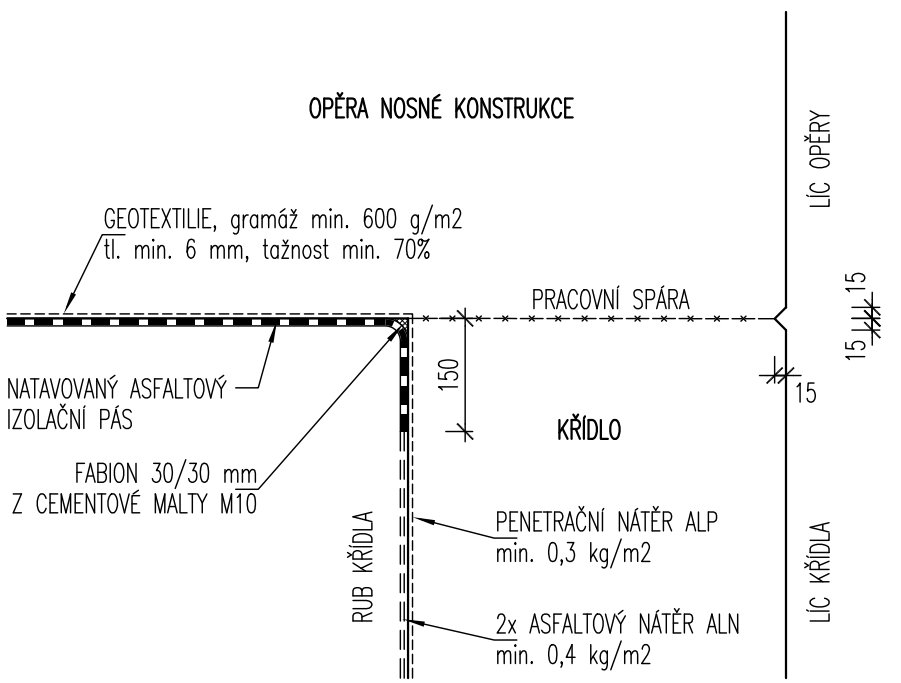 OPĚRA NOSNÉ KONSTRUKCE
LÍC OPĚRY
GEOTEXTILIE, gramáž min. 600 g/m2
tl. min. 6 mm, tažnost min. 70%
PRACOVNÍ SPÁRA
15
15
15
150
NATAVOVANÝ ASFALTOVÝ
IZOLAČNÍ PÁS
KŘÍDLO
FABION 30/30 mm
Z CEMENTOVÉ MALTY M10
RUB KŘÍDLA
PENETRAČNÍ NÁTĚR ALP
min. 0,3 kg/m2
LÍC KŘÍDLA
2x ASFALTOVÝ NÁTĚR ALN
min. 0,4 kg/m2